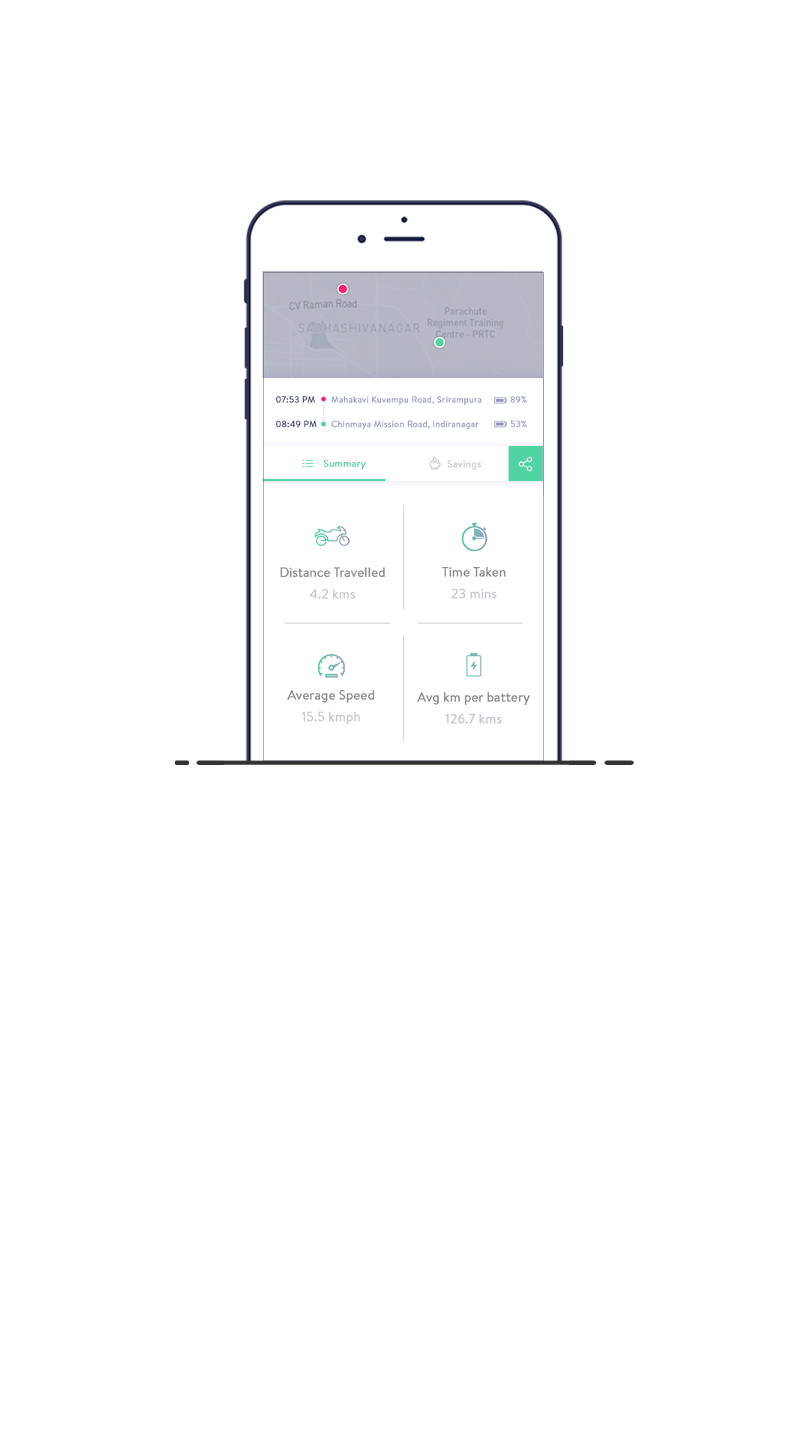 CV Raman Road
SADHASHIVANAGAR
Parachute
Regiment Training
Centre - PRTC
07:53 PM Mahakavi Kuvempu Road, Srirampura 89%
08:49 PM Chinmaya Mission Road, Indiranagar 53%
Summary Savings
Distance Travelled
4.2 kms
Time Taken
23 mins
Average Speed
15.5 kmph
Avg km per battery
126.7 kms